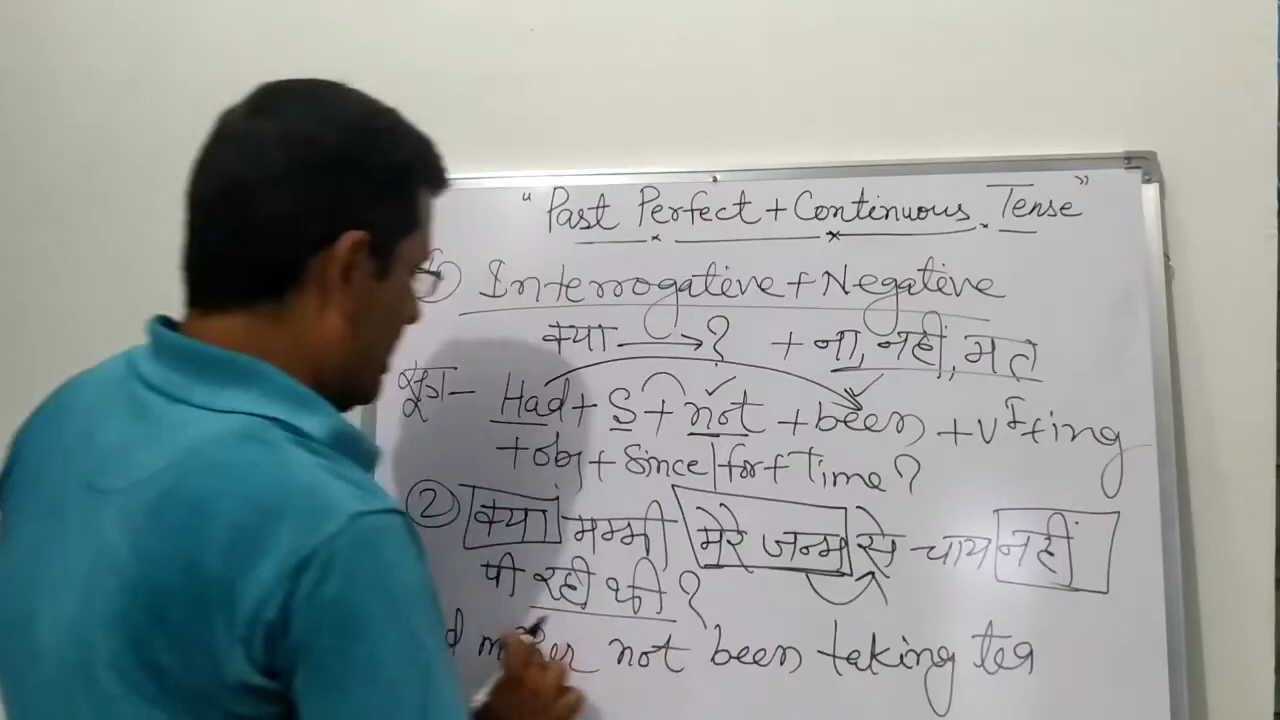 "Past Perfect + Continuous Tense"
① Interrogative + Negative
क्या → ? + ना, नहीं, मत
सूत्र- Had + S + not + been + V I + ing
+ obj + Since | for + Time?
② क्या मम्मी मेरे जन्म से चाय नहीं
पी रही थी?
not been taking tea